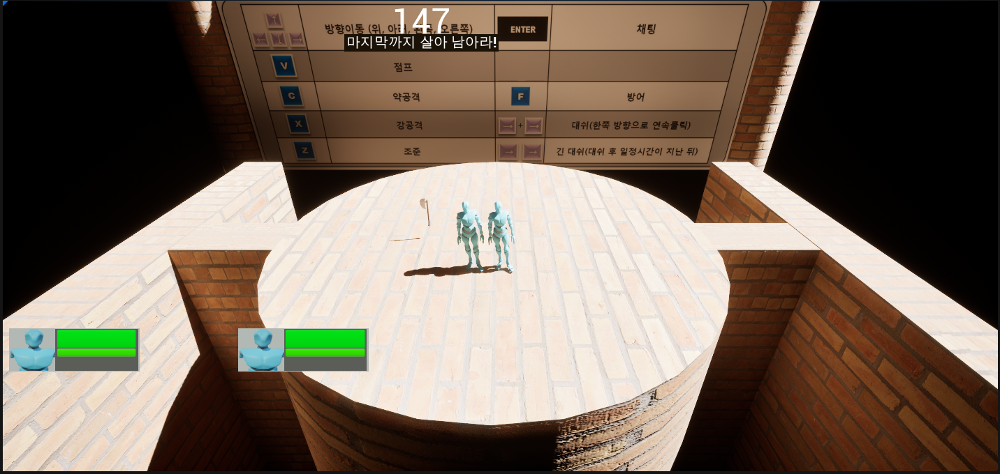 147
마지막까지 살아 남아라!
방향이동 (위, 아래, 왼쪽, 오른쪽)
ENTER
채팅
V
점프
C
약공격
F
방어
X
강공격
→ + →
대쉬(한쪽 방향으로 연속클릭)
Z
조준
→ →
긴 대쉬(대쉬 후 일정시간이 지난 뒤)